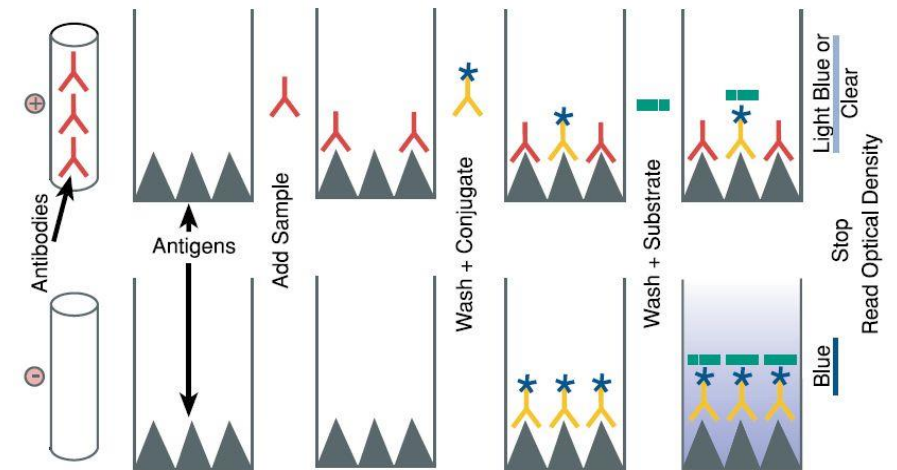 +
Antibodies
Antigens
Add Sample
Wash + Conjugate
Wash + Substrate
Light Blue or
Clear
Stop
Read Optical Density
-
Blue